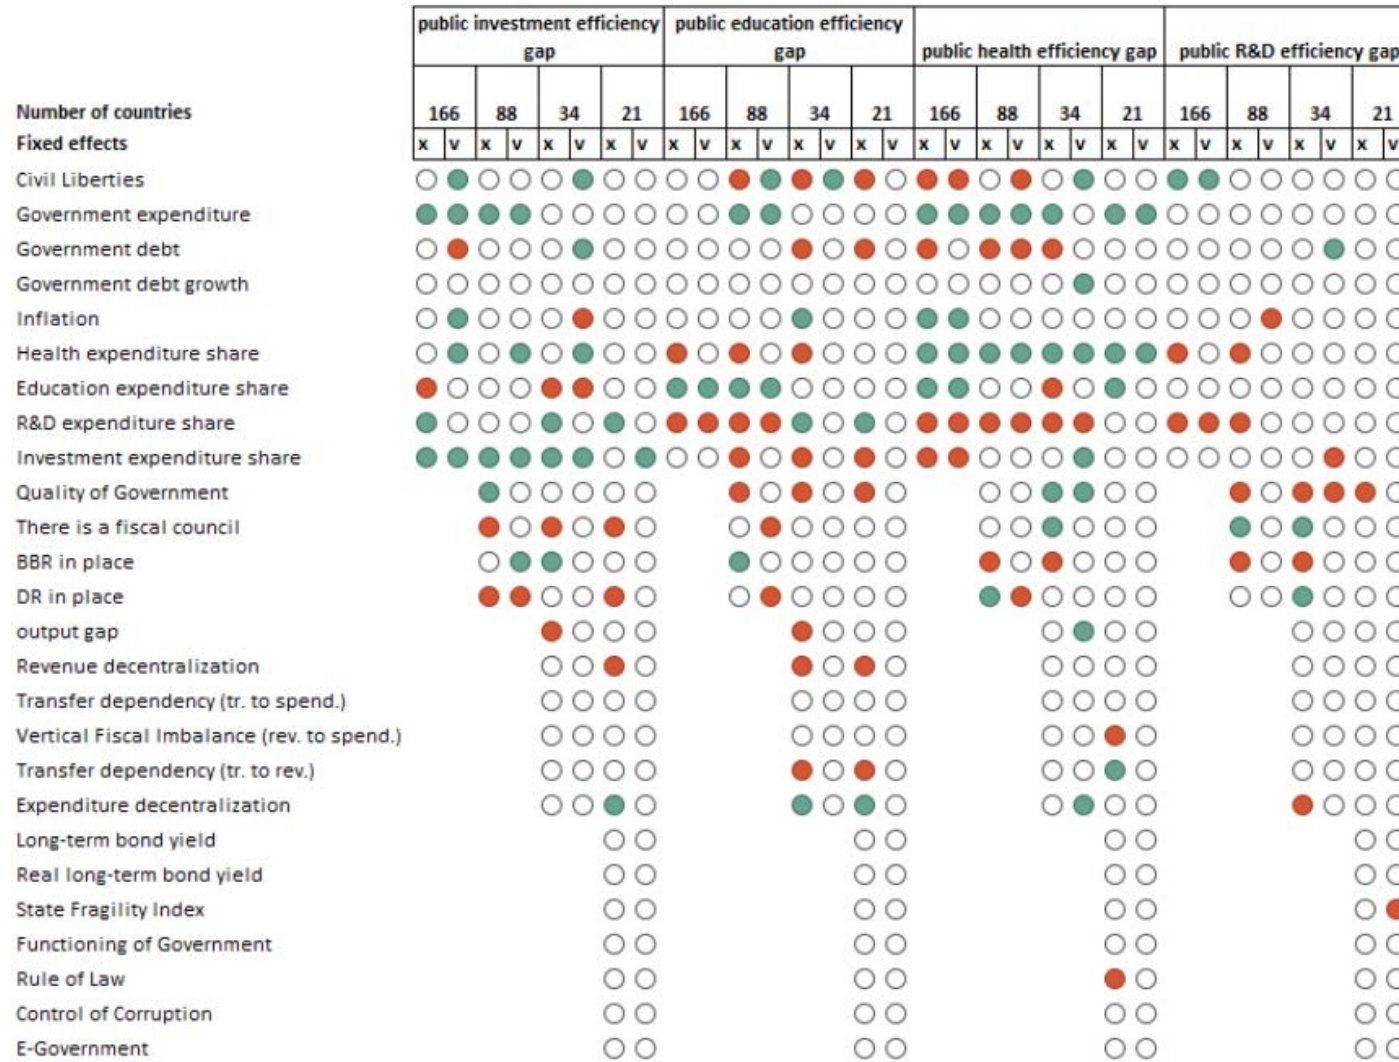 public investment efficiency gap public education efficiency gap public health efficiency gap public R&D efficiency gap
Number of countries 166 88 34 21 166 88 34 21 166 88 34 21 166 88 34 21
Fixed effects x v x v x v x v x v x v x v x v x v x v x v x v x v x v x v x v
Civil Liberties
Government expenditure
Government debt
Government debt growth
Inflation
Health expenditure share
Education expenditure share
R&D expenditure share
Investment expenditure share
Quality of Government
There is a fiscal council
BBR in place
DR in place
output gap
Revenue decentralization
Transfer dependency (tr. to spend.)
Vertical Fiscal Imbalance (rev. to spend.)
Transfer dependency (tr. to rev.)
Expenditure decentralization
Long-term bond yield
Real long-term bond yield
State Fragility Index
Functioning of Government
Rule of Law
Control of Corruption
E-Government